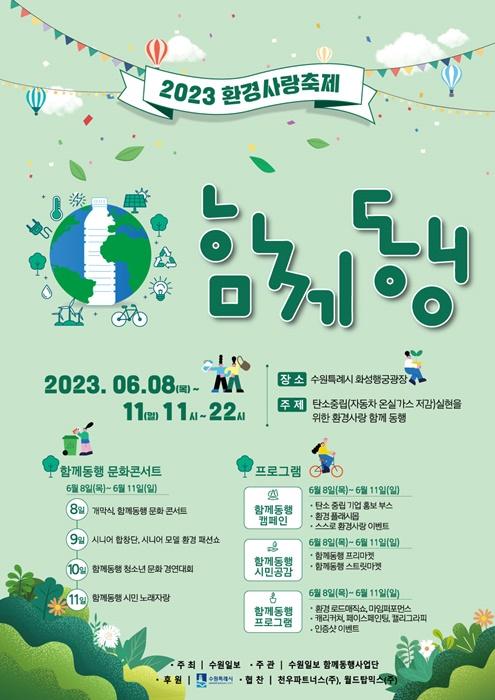 2023 환경사랑축제
함께동행
2023. 06.08(목)~
11(일) 11시~22시
장 소 수원특례시 화성행궁광장
주 제 탄소중립(자동차 온실가스 저감)실현을
위한 환경사랑 함께 동행
함께동행 문화콘서트
6월 8일(목)~ 6월 11일(일)
8일 개막식, 함께동행 문화 콘서트
9일 시니어 합창단, 시니어 모델 환경 패션쇼
10일 함께동행 청소년 문화 경연대회
11일 함께동행 시민 노래자랑
프로그램
함께동행
캠페인
6월 8일(목)~ 6월 11일(일)
· 탄소 중립 기업 홍보 부스
· 환경 플래시몹
· 스스로 환경사랑 이벤트
함께동행
시민공감
6월 8일(목)~ 6월 11일(일)
· 함께동행 프리마켓
· 함께동행 스트릿마켓
함께동행
프로그램
6월 8일(목)~ 6월 11일(일)
· 환경 로드매직쇼, 마임퍼포먼스
· 캐리커쳐, 페이스페인팅, 캘리그라피
· 인증샷 이벤트
· 주 최 | 수원일보 · 주 관 | 수원일보 함께동행사업단
· 후 원 | 수원특례시 · 협 찬 | 천우파트너스(주), 월드탑믹스(주)